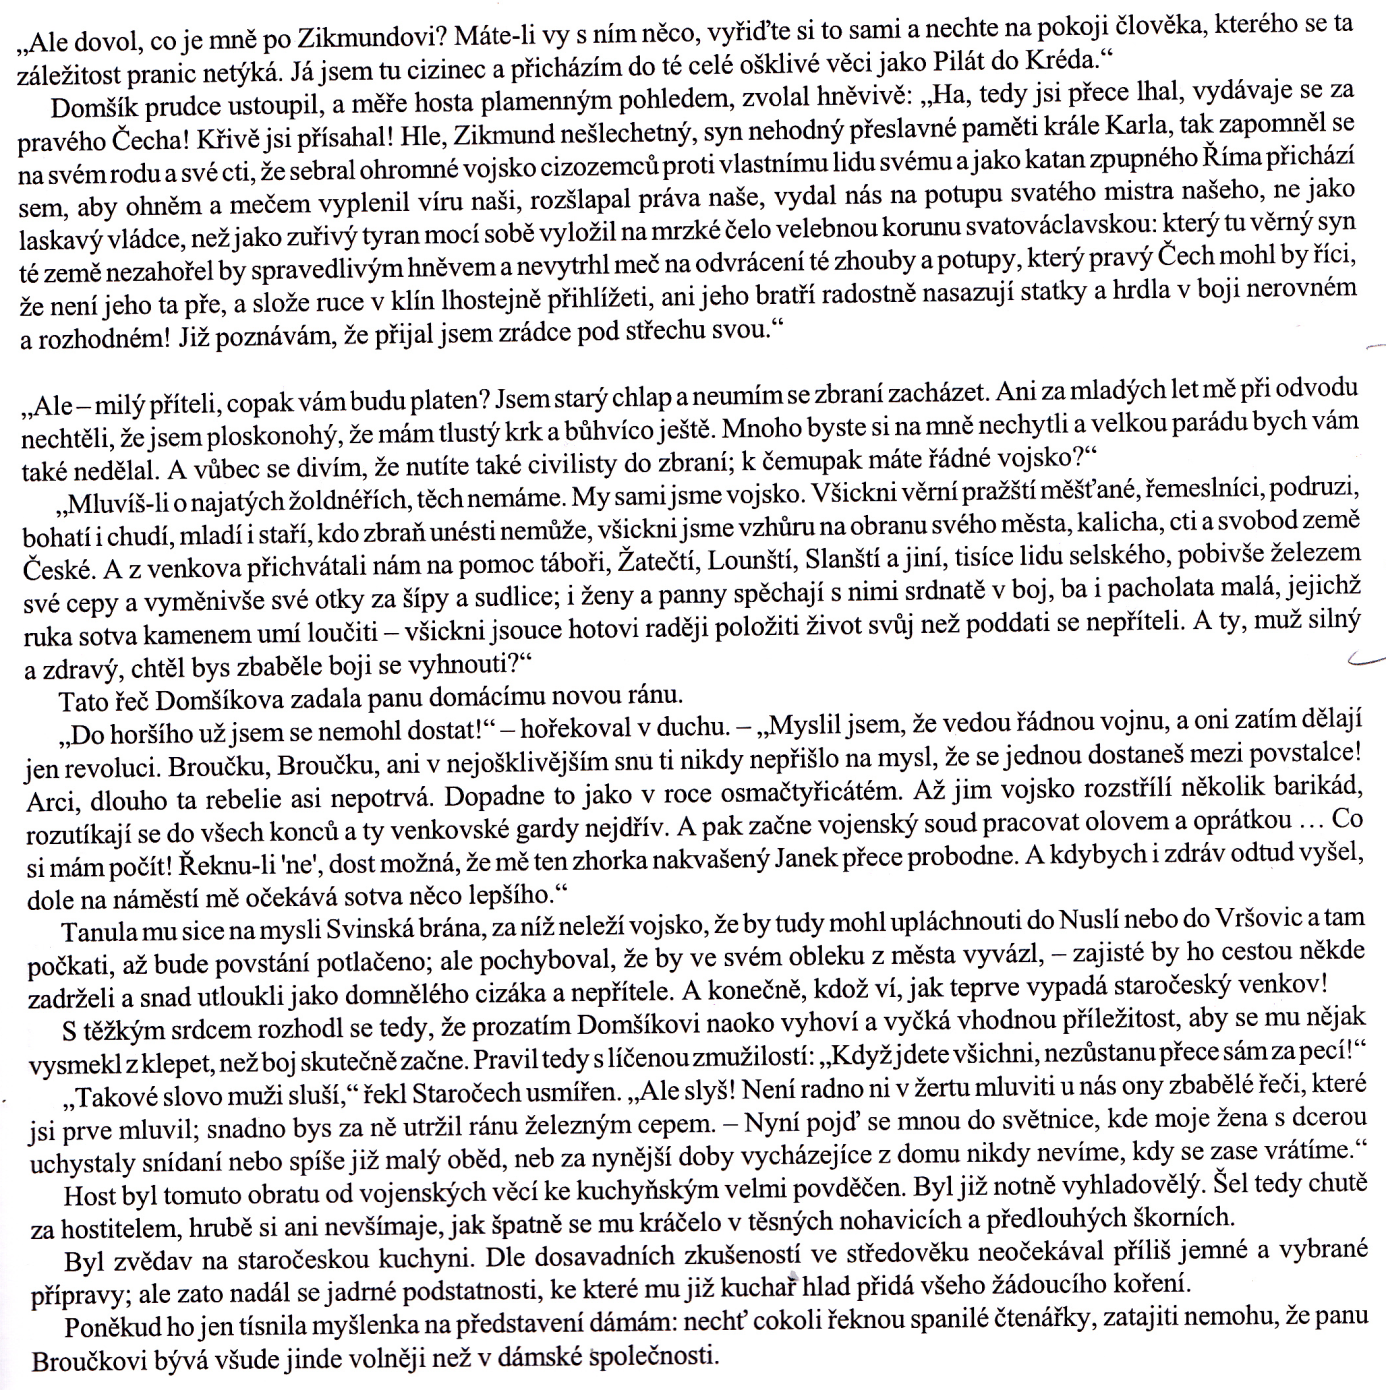 „Ale dovol, co je mně po Zikmundovi? Máte-li vy s ním něco, vyřiďte si to sami a nechte na pokoji člověka, kterého se ta
záležitost pranic netýká. Já jsem tu cizinec a přicházím do té celé ošklivé věci jako Pilát do Kréda.“
Domšík prudce ustoupil, a měře hosta plamenným pohledem, zvolal hněvivě: „Ha, tedy jsi přece lhal, vydávaje se za
pravého Čecha! Křivě jsi přísahal! Hle, Zikmund nešlechetný, syn nehodný přeslavné paměti krále Karla, tak zapomněl se
na svém rodu a své cti, že sebral ohromné vojsko cizozemců proti vlastnímu lidu svému a jako katan zpupného Říma přichází
sem, aby ohněm a mečem vyplenil víru naši, rozšlapal práva naše, vydal nás na potupu svatého mistra našeho, ne jako
laskavý vládce, než jako zuřivý tyran mocí sobě vyložil na mrzké čelo velebnou korunu svatováclavskou: který tu věrný syn
té země nezahořel by spravedlivým hněvem a nevytrhl meč na odvrácení té zhouby a potupy, který pravý Čech mohl by říci,
že není jeho ta pře, a slože ruce v klín lhostejně přihlížeti, ani jeho bratří radostně nasazují statky a hrdla v boji nerovném
a rozhodném! Již poznávám, že přijal jsem zrádce pod střechu svou.“
„Ale – milý příteli, copak vám budu platen? Jsem starý chlap a neumím se zbraní zacházet. Ani za mladých let mě při odvodu
nechtěli, že jsem ploskonohý, že mám tlustý krk a bůhvíco ještě. Mnoho byste si na mně nechytli a velkou parádu bych vám
také nedělal. A vůbec se divím, že nutíte také civilisty do zbraní; k čemupak máte řádné vojsko?“
„Mluvíš-li o najatých žoldnéřích, těch nemáme. My sami jsme vojsko. Všickni věrní pražští měšťané, řemeslníci, podruzi,
bohatí i chudí, mladí i staří, kdo zbraň unésti nemůže, všickni jsme vzhůru na obranu svého města, kalicha, cti a svobod země
České. A z venkova přichvátali nám na pomoc táboři, Žatečtí, Lounští, Slanští a jiní, tisíce lidu selského, pobivše železem
své cepy a vyměnivše své otky za šípy a sudlice; i ženy a panny spěchají s nimi srdnatě v boj, ba i pacholata malá, jejichž
ruka sotva kamenem umí loučiti – všickni jsouce hotovi raději položiti život svůj než poddati se nepříteli. A ty, muž silný
a zdravý, chtěl bys zbaběle boji se vyhnouti?“
Tato řeč Domšíkova zadala panu domácímu novou ránu.
„Do horšího už jsem se nemohl dostat!“ – hořekoval v duchu. – „Myslil jsem, že vedou řádnou vojnu, a oni zatím dělají
jen revoluci. Broučku, Broučku, ani v nejošklivějším snu ti nikdy nepřišlo na mysl, že se jednou dostaneš mezi povstalce!
Arci, dlouho ta rebelie asi nepotrvá. Dopadne to jako v roce osmačtyřicátém. Až jim vojsko rozstřílí několik barikád,
rozutíkají se do všech konců a ty venkovské gardy nejdřív. A pak začne vojenský soud pracovat olovem a oprátkou … Co
si mám počít! Řeknu-li 'ne', dost možná, že mě ten zhorka nakvašený Janek přece probodne. A kdybych i zdráv odtud vyšel,
dole na náměstí mě očekává sotva něco lepšího.“
Tanula mu sice na mysli Svinská brána, za níž neleží vojsko, že by tudy mohl upláchnouti do Nuslí nebo do Vršovic a tam
počkati, až bude povstání potlačeno; ale pochyboval, že by ve svém obleku z města vyvázl, – zajisté by ho cestou někde
zadrželi a snad utloukli jako domnělého cizáka a nepřítele. A konečně, kdož ví, jak teprve vypadá staročeský venkov!
S těžkým srdcem rozhodl se tedy, že prozatím Domšíkovi naoko vyhoví a vyčká vhodnou příležitost, aby se mu nějak
vysmekl z klepet, než boj skutečně začne. Pravil tedy s líčenou zmužilostí: „Když jdete všichni, nezůstanu přece sám za pecí!“
„Takové slovo muži sluší,“ řekl Staročech usmířen. „Ale slyš! Není radno ni v žertu mluviti u nás ony zbabělé řeči, které
jsi prve mluvil; snadno bys za ně utržil ránu železným cepem. – Nyní pojď se mnou do světnice, kde moje žena s dcerou
uchystaly snídaní nebo spíše již malý oběd, neb za nynější doby vycházejíce z domu nikdy nevíme, kdy se zase vrátíme.“
Host byl tomuto obratu od vojenských věcí ke kuchyňským velmi povděčen. Byl již notně vyhladovělý. Šel tedy chutě
za hostitelem, hrubě si ani nevšímaje, jak špatně se mu kráčelo v těsných nohavicích a předlouhých škorních.
Byl zvědav na staročeskou kuchyni. Dle dosavadních zkušeností ve středověku neočekával příliš jemné a vybrané
přípravy; ale zato nadál se jadrné podstatnosti, ke které mu již kuchař hlad přidá všeho žádoucího koření.
Poněkud ho jen tísnila myšlenka na představení dámám: nechť cokoli řeknou spanilé čtenářky, zatajiti nemohu, že panu
Broučkovi bývá všude jinde volněji než v dámské společnosti.